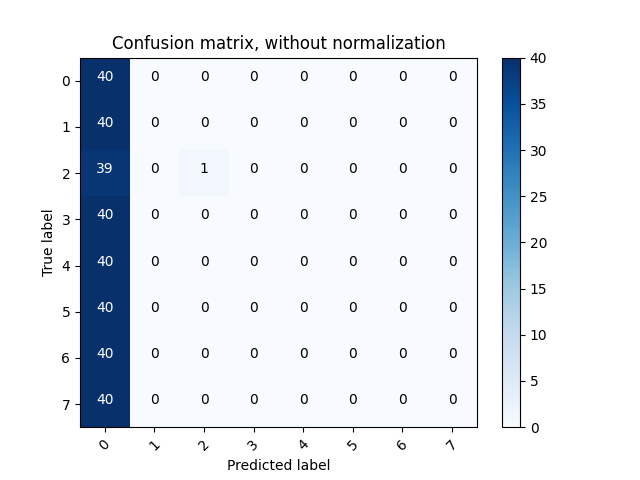 Confusion matrix, without normalization
0 40 0 0 0 0 0 0 0
1 40 0 0 0 0 0 0 0
2 39 0 1 0 0 0 0 0
3 40 0 0 0 0 0 0 0
4 40 0 0 0 0 0 0 0
5 40 0 0 0 0 0 0 0
6 40 0 0 0 0 0 0 0
7 40 0 0 0 0 0 0 0
0 1 2 3 4 5 6 7
True label
Predicted label
40
35
30
25
20
15
10
5
0